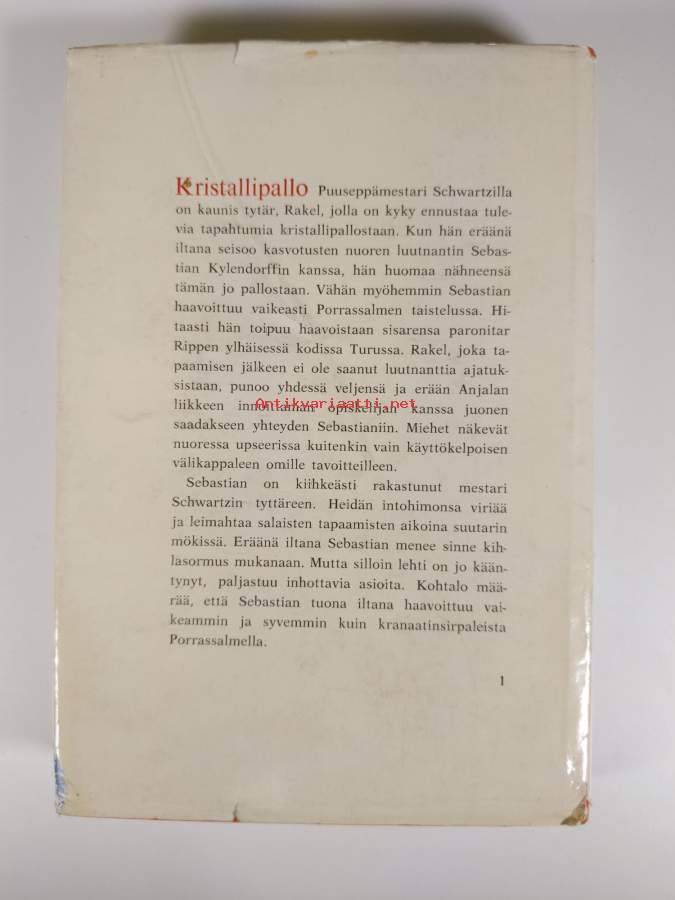 Kristallipallo Puuseppämestari Schwartzilla
on kaunis tytär, Rakel, jolla on kyky ennustaa tule-
via tapahtumia kristallipallostaan. Kun hän eräänä
iltana seisoo kasvotusten nuoren luutnantin Sebas-
tian Kylendorffin kanssa, hän huomaa nähneensä
tämän jo pallostaan. Vähän myöhemmin Sebastian
haavoittuu vaikeasti Porrassalmen taistelussa. Hi-
taasti hän toipuu haavoistaan sisarensa paronitar
Rippen ylhäisessä kodissa Turussa. Rakel, joka ta-
paamisen jälkeen ei ole saanut luutnanttia ajatuk-
sistaan, punoo yhdessä veljensä ja erään Anjalan
liikkeen innoittaman opiskelijan kanssa juonen
Antikvariaatti.net
saadakseen yhteyden Sebastianiin. Miehet näkevät
nuoressa upseerissa kuitenkin vain käyttökelpoisen
välikappaleen omille tavoitteilleen.
Sebastian on kiihkeästi rakastunut mestari
Schwartzin tyttäreen. Heidän intohimonsa viriää
ja leimahtaa salaisten tapaamisten aikoina suutarin
mökissä. Eräänä iltana Sebastian menee sinne kih-
lasormus mukanaan. Mutta silloin lehti on jo kään-
tynyt, paljastuu inhottavia asioita. Kohtalo mää-
rää, että Sebastian tuona iltana haavoittuu vai-
keammin ja syvemmin kuin kranaatinsirpaleista
Porrassalmella.
1